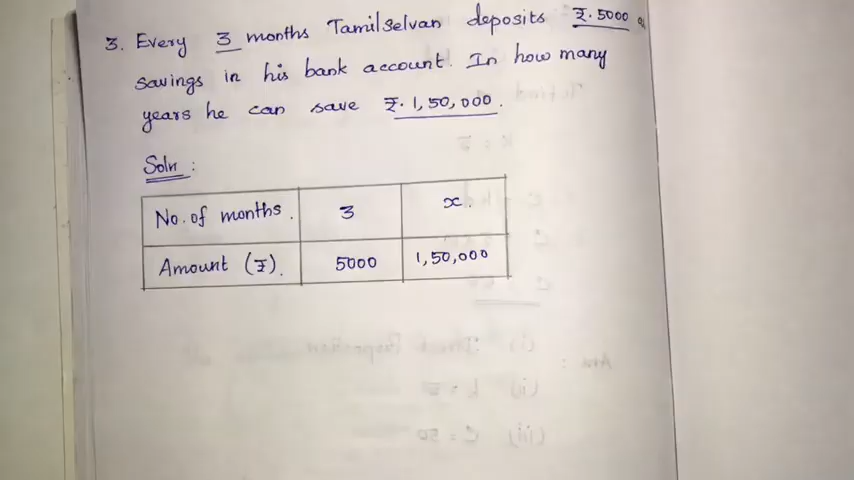 3. Every 3 months Tamilselvan deposits ₹.5000 as
savings in his bank account. In how many
years he can save ₹. 1,50,000.
Soln :
No. of months. 3 x.
Amount (₹). 5000 1,50,000